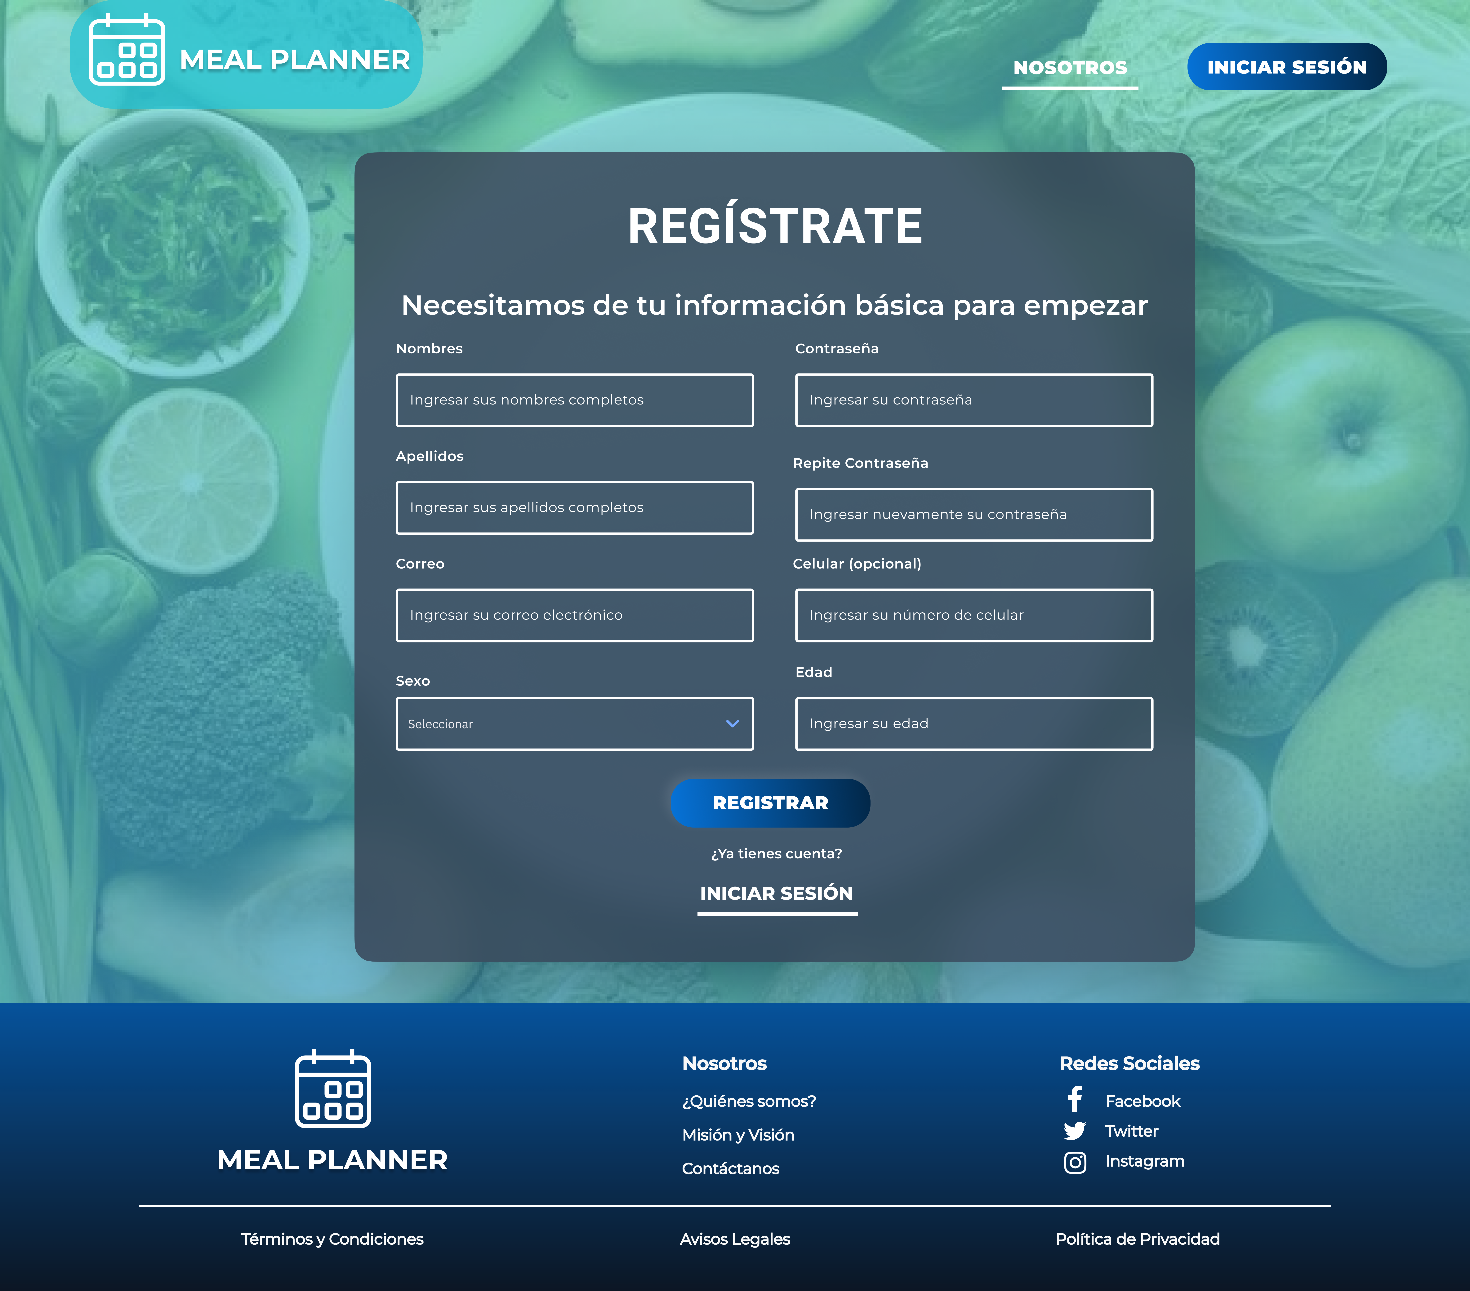 MEAL PLANNER
NOSOTROS
INICIAR SESIÓN
REGÍSTRATE
Necesitamos de tu información básica para empezar
Nombres
Ingresar sus nombres completos
Contraseña
Ingresar su contraseña
Apellidos
Ingresar sus apellidos completos
Repite Contraseña
Ingresar nuevamente su contraseña
Correo
Ingresar su correo electrónico
Celular (opcional)
Ingresar su número de celular
Sexo
Seleccionar
Edad
Ingresar su edad
REGISTRAR
¿Ya tienes cuenta?
INICIAR SESIÓN
MEAL PLANNER
Nosotros
¿Quiénes somos?
Misión y Visión
Contáctanos
Redes Sociales
Facebook
Twitter
Instagram
Términos y Condiciones
Avisos Legales
Política de Privacidad